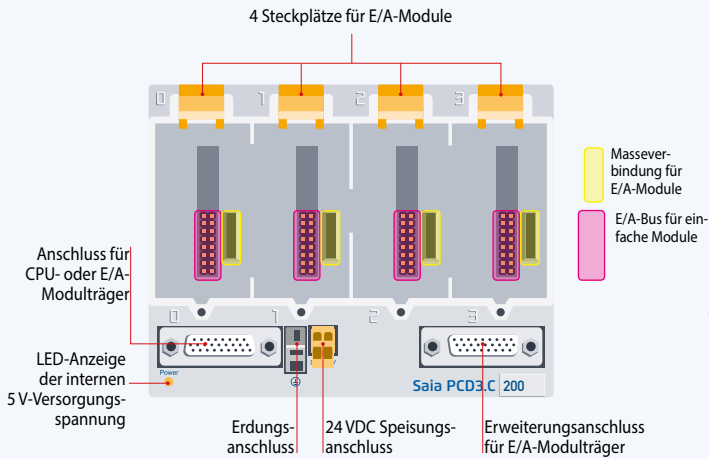 4 Steckplätze für E/A-Module
0 1 2 3
Massever-
bindung für
E/A-Module
E/A-Bus für ein-
fache Module
Anschluss für
CPU- oder E/A-
Modulträger
0 1 2 3
LED-Anzeige
der internen
5 V-Versorgungs-
spannung
Power
Saia PCD3.C 200
Erdungs-
anschluss
24 VDC Speisungs-
anschluss
Erweiterungsanschluss
für E/A-Modulträger